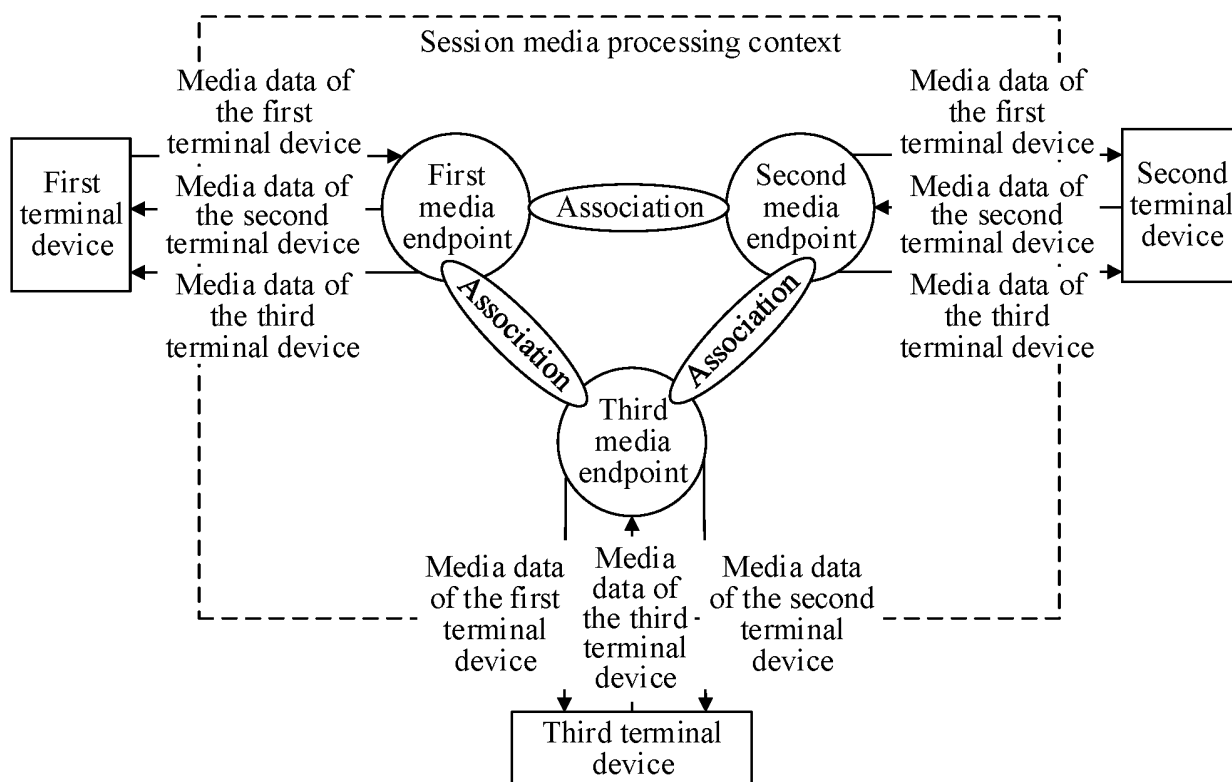 Session media processing context
Media data of
the first
terminal device
Media data of
the first
terminal device
First
terminal
device
Media data of
the second
terminal device
First
media
endpoint
Association
Second
media
endpoint
Media data of
the second
terminal device
Second
terminal
device
Media data of
the third
terminal device
Association
Association
Media data of
the third
terminal device
Third
media
endpoint
Media data
of the first
terminal
device
Media
data of
the third
terminal
device
Media data
of the second
terminal
device
Third terminal
device